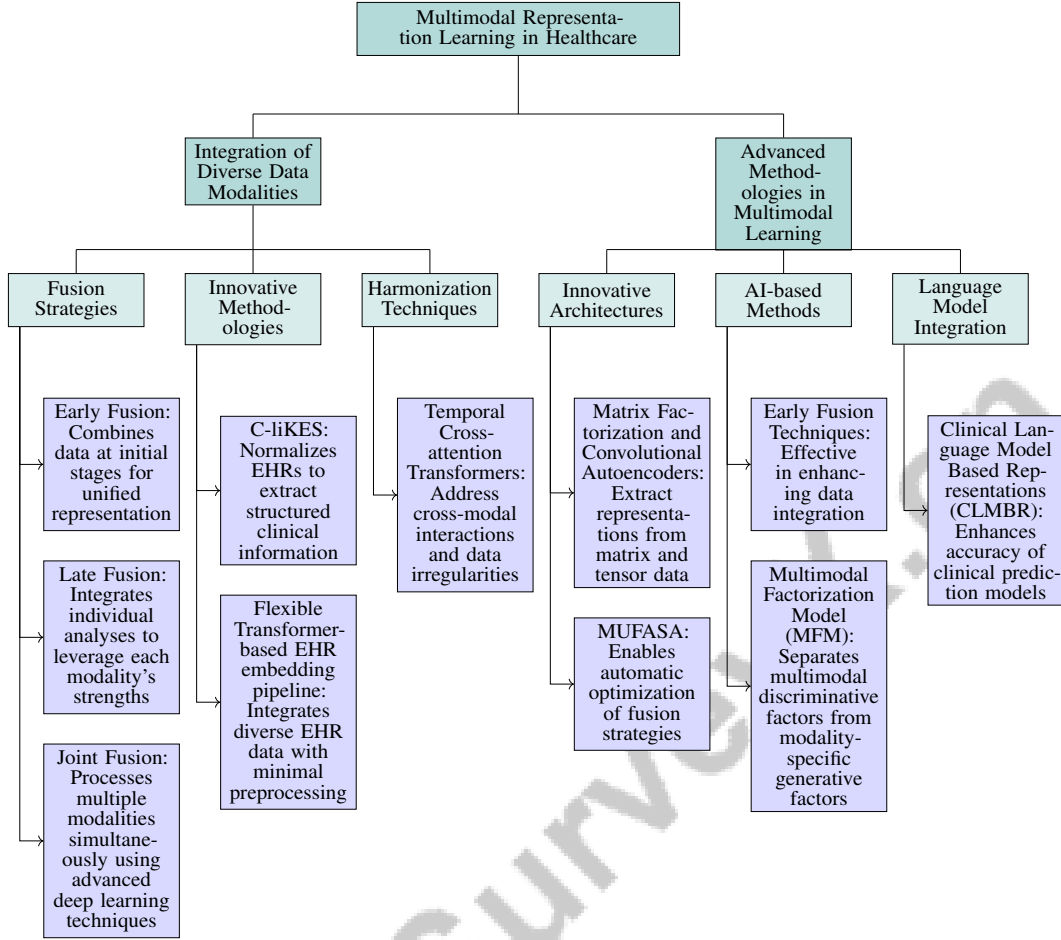 Multimodal Representa-
tion Learning in Healthcare
Integration of
Diverse Data
Modalities
Advanced
Method-
ologies in
Multimodal
Learning
Fusion
Strategies
Innovative
Method-
ologies
Harmonization
Techniques
Innovative
Architectures
AI-based
Methods
Language
Model
Integration
Early Fusion:
Combines
data at initial
stages for
unified
representation
Late Fusion:
Integrates
individual
analyses to
leverage each
modality's
strengths
Joint Fusion:
Processes
multiple
modalities
simultane-
ously using
advanced
deep learning
techniques
C-liKES:
Normalizes
EHRs to
extract
structured
clinical
information
Flexible
Transformer-
based EHR
embedding
pipeline:
Integrates
diverse EHR
data with
minimal
preprocessing
Temporal
Cross-
attention
Transformers:
Address
cross-modal
interactions
and data
irregularities
Matrix Fac-
torization and
Convolutional
Autoencoders:
Extract
representa-
tions from
matrix and
tensor data
MUFASA:
Enables
automatic
optimization
of fusion
strategies
Early Fusion
Techniques:
Effective
in enhanc-
ing data
integration
Multimodal
Factorization
Model
(MFM):
Separates
multimodal
discriminative
factors from
modality-
specific
generative
factors
Clinical Lan-
guage Model
Based Rep-
resentations
(CLMBR):
Enhances
accuracy of
clinical predic-
tion models